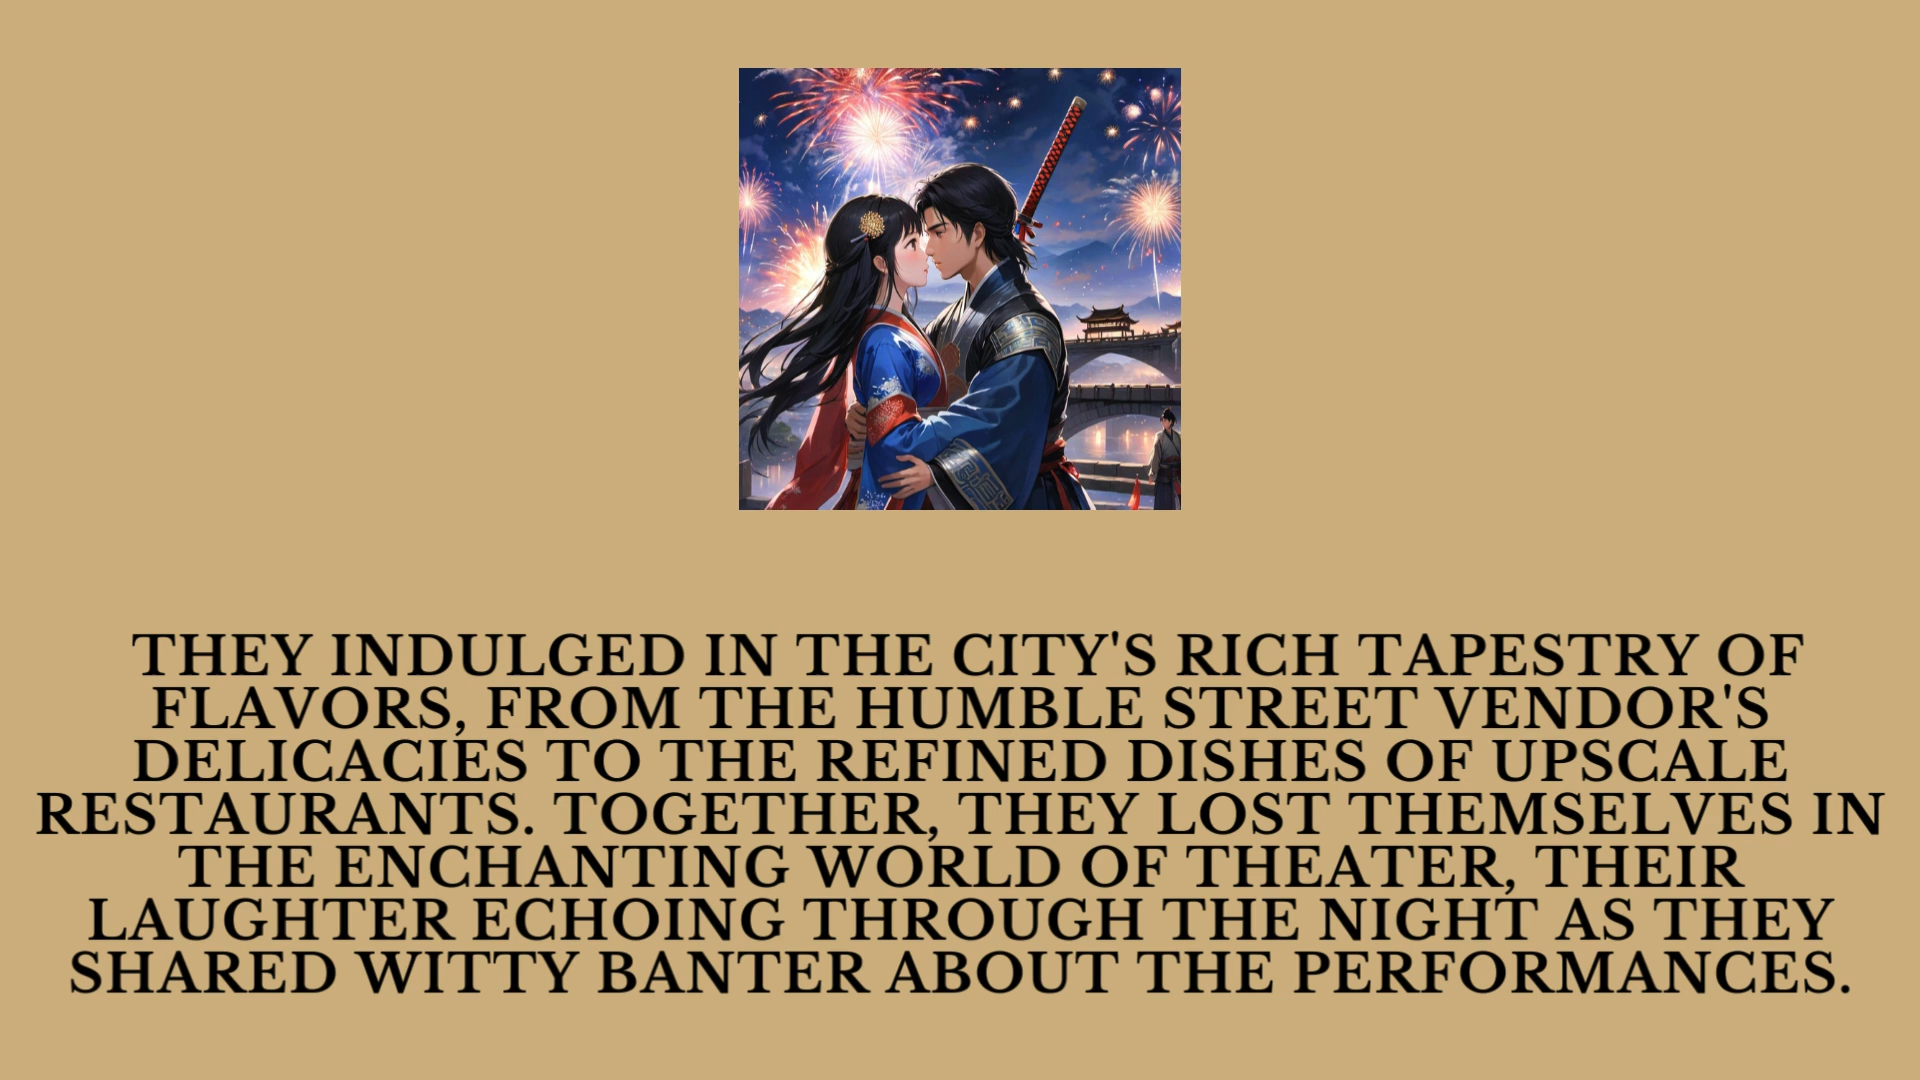 THEY INDULGED IN THE CITY'S RICH TAPESTRY OF
FLAVORS, FROM THE HUMBLE STREET VENDOR'S
DELICACIES TO THE REFINED DISHES OF UPSCALE
RESTAURANTS. TOGETHER, THEY LOST THEMSELVES IN
THE ENCHANTING WORLD OF THEATER, THEIR
LAUGHTER ECHOING THROUGH THE NIGHT AS THEY
SHARED WITTY BANTER ABOUT THE PERFORMANCES.